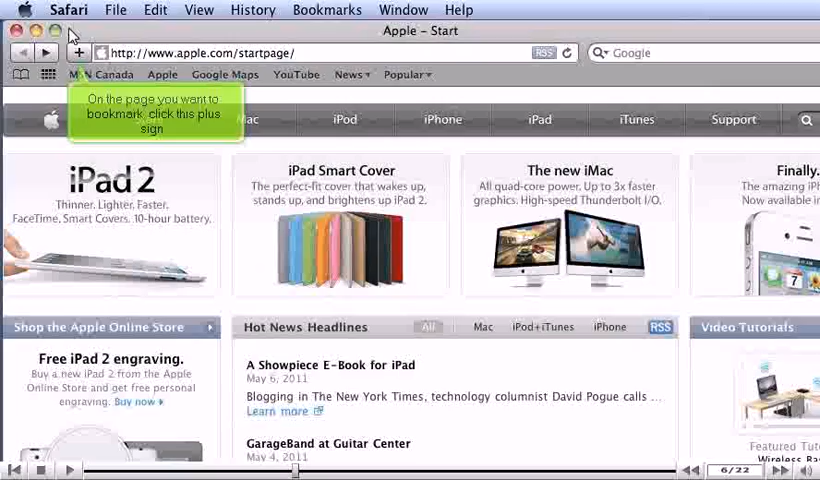 Safari File Edit View History Bookmarks Window Help
Apple – Start
http://www.apple.com/startpage/ RSS Google
MSN Canada Apple Google Maps YouTube News Popular
On the page you want to
bookmark, click this plus
sign
Mac iPod iPhone iPad iTunes Support
iPad 2
Thinner. Lighter. Faster.
FaceTime, Smart Covers. 10-hour battery.
iPad Smart Cover
The perfect-fit cover that wakes up,
stands up, and brightens up iPad 2.
The new iMac
All quad-core power. Up to 3x faster
graphics. High-speed Thunderbolt I/O.
Finally.
The amazing iPh
Now available in
Shop the Apple Online Store
Free iPad 2 engraving.
Buy a new iPad 2 from the Apple
Online Store and get free personal
engraving. Buy now
Hot News Headlines All Mac iPod+iTunes iPhone RSS
A Showpiece E-Book for iPad
May 6, 2011
Blogging in The New York Times, technology columnist David Pogue calls ...
Learn more
GarageBand at Guitar Center
May 4, 2011
Video Tutorials
Featured Tutori
Wireless Basi
6/22